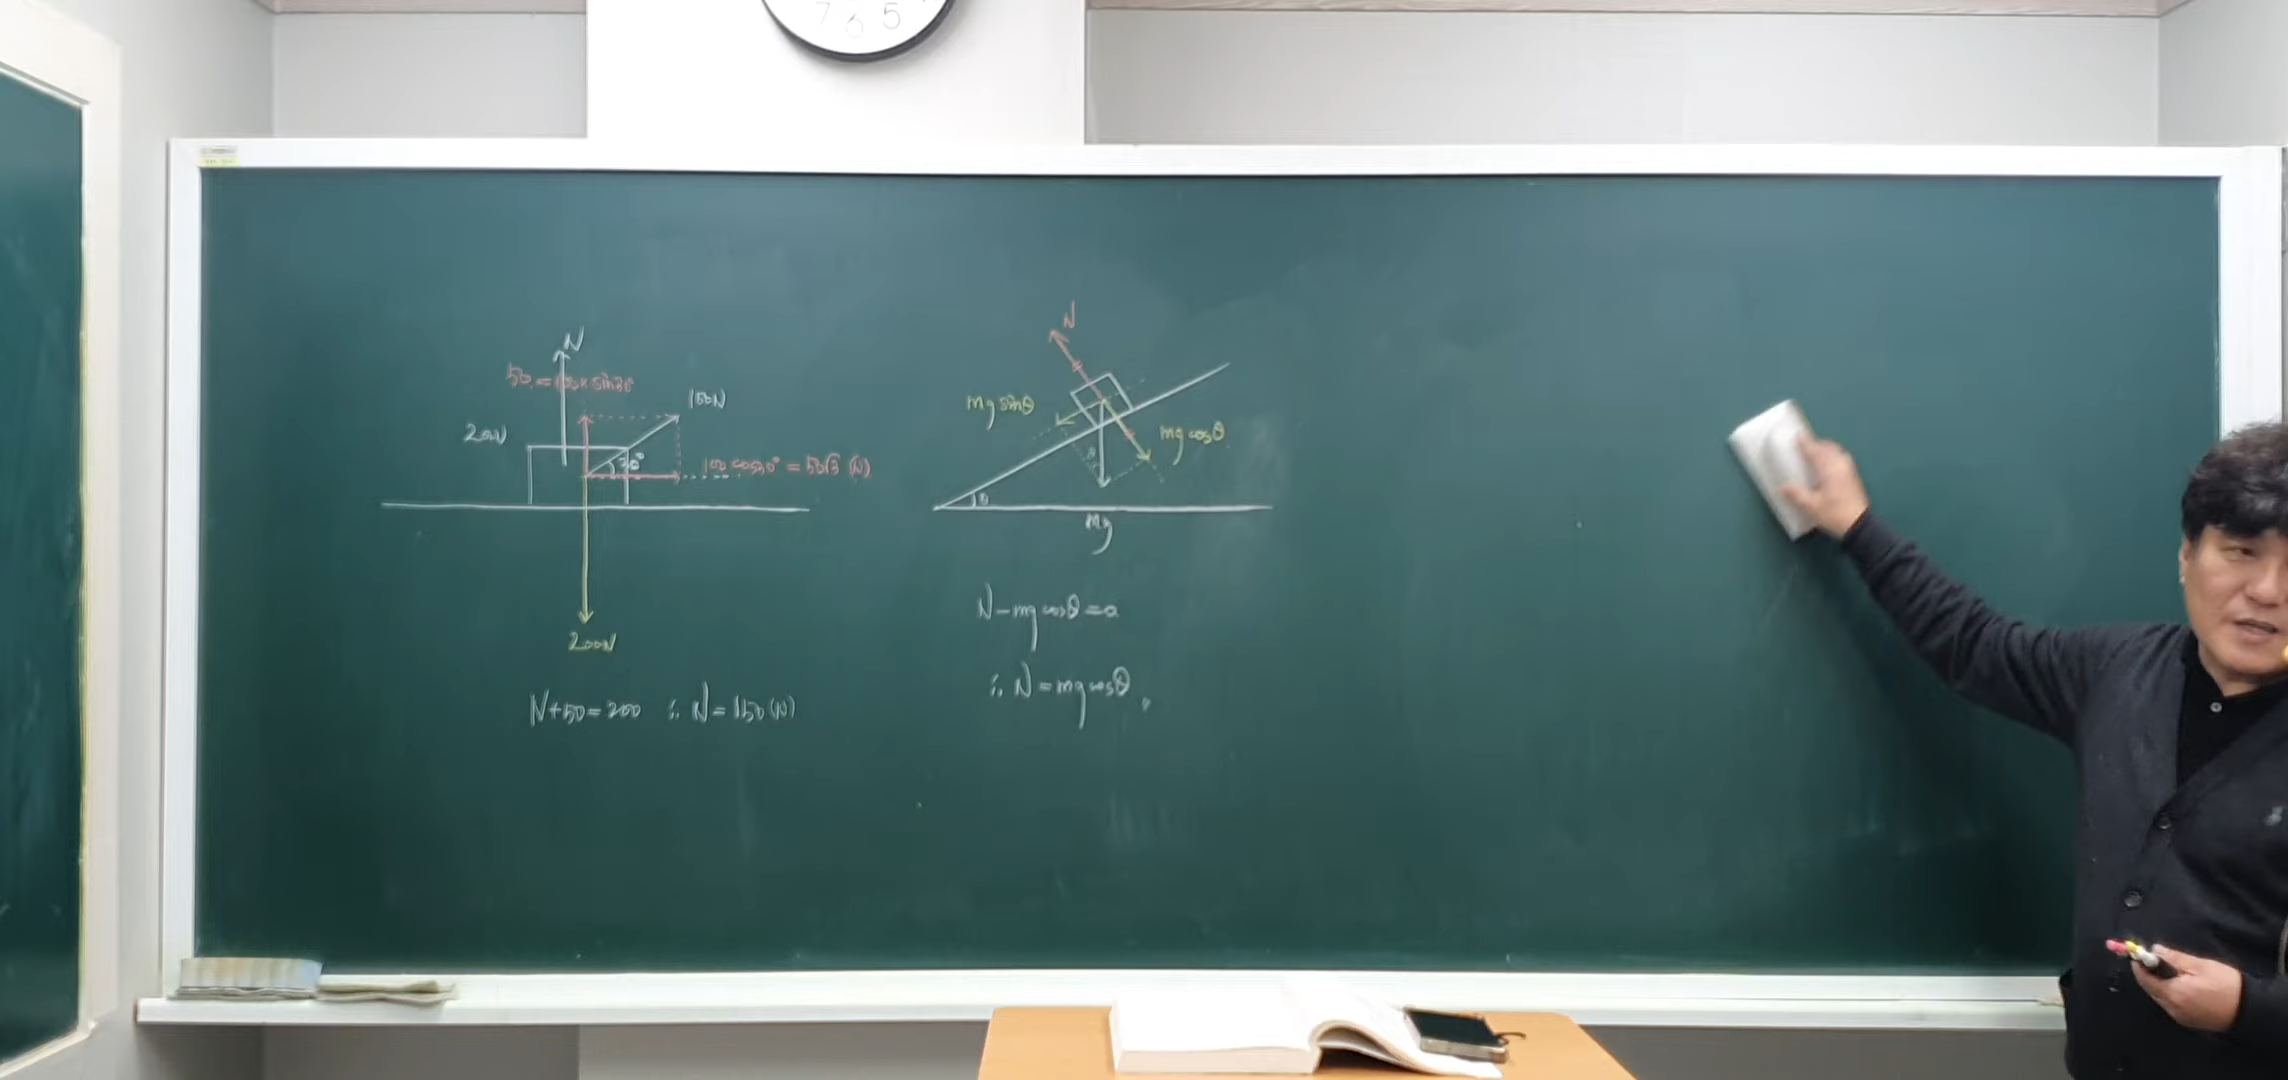 7 6 5
N
50 = 100×sin30°
100N
200N
30°
100 cos30° = 50√3 (N)
200N
N+50=200 ∴ N=150(N)
N
mg sinθ
mg cosθ
θ
mg
N-mg cosθ=0
∴ N=mg cosθ